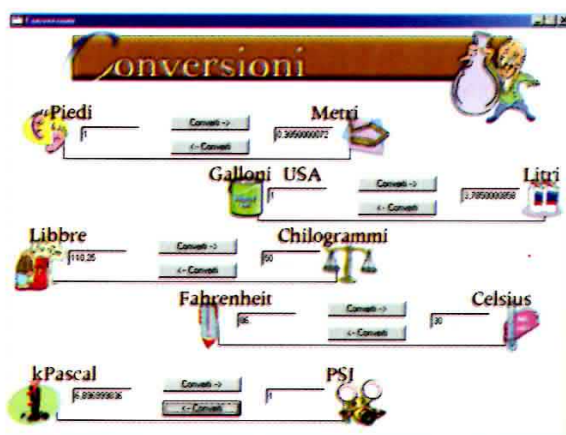 Conversioni
Conversioni
Piedi Metri
1 Converti -> 0,3050000072
<- Converti
Galloni USA Litri
1 Converti -> 3,7850000858
<- Converti
Libbre Chilogrammi
110,25 Converti -> 50
<- Converti
Fahrenheit Celsius
86 Converti -> 30
<- Converti
kPascal PSI
6,896999836 Converti -> 1
<- Converti